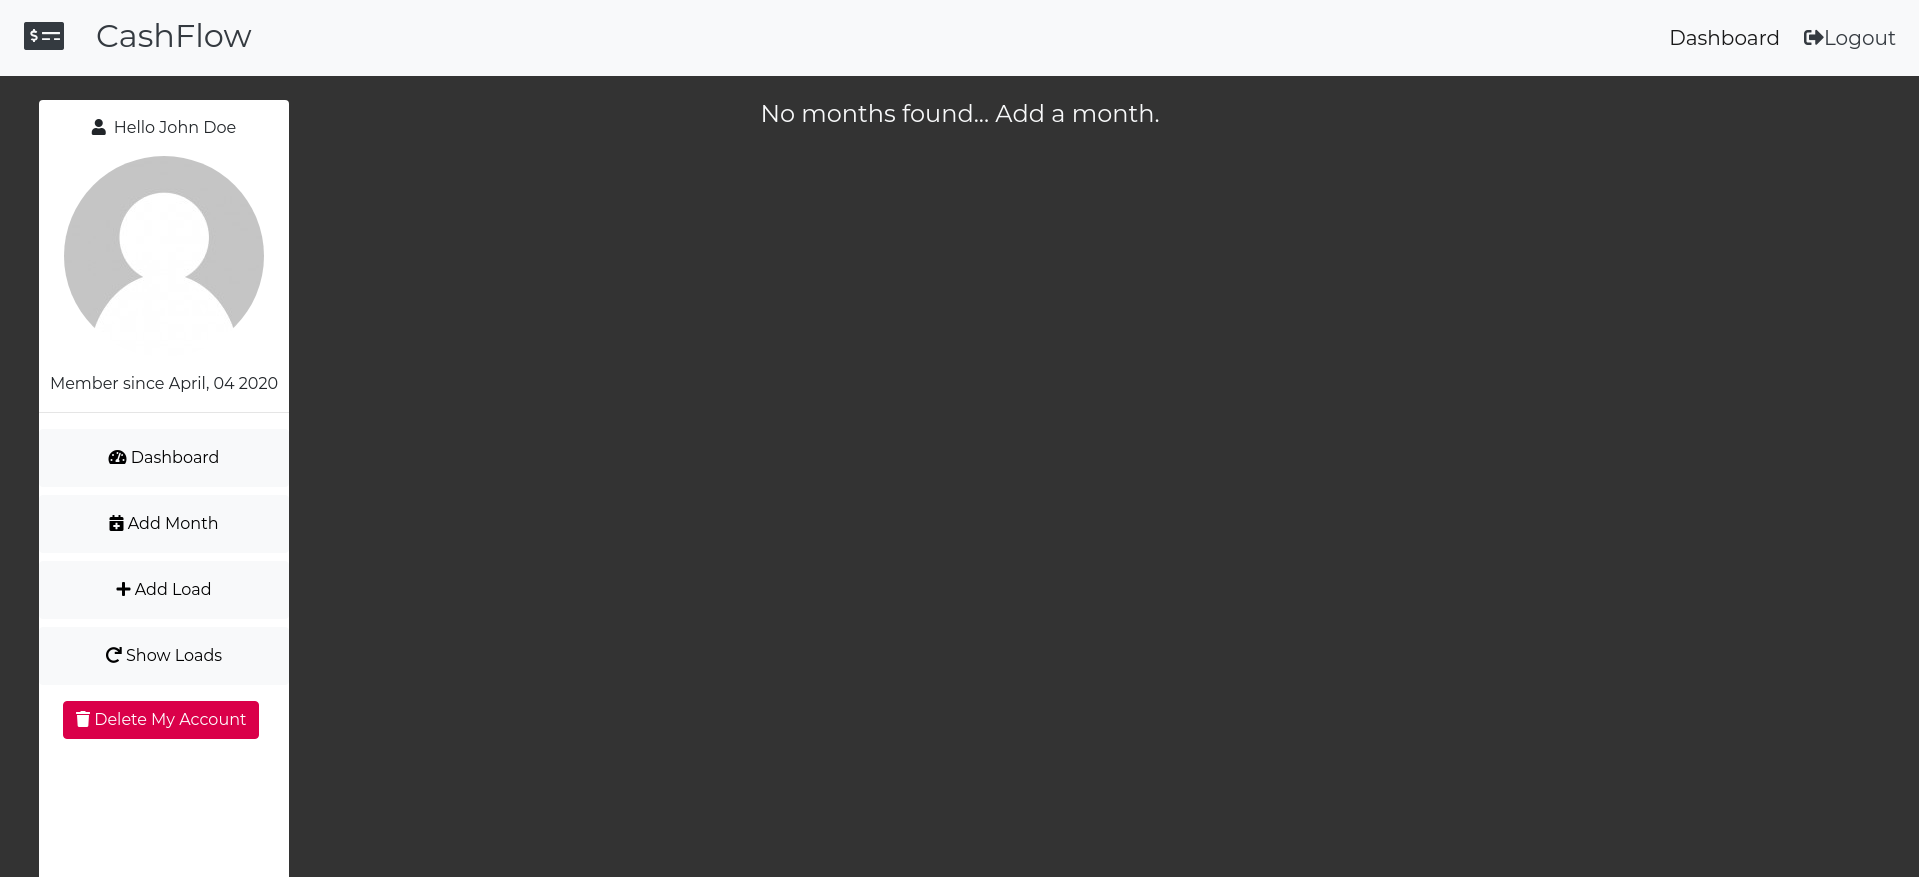 CashFlow
Dashboard
Logout
Hello John Doe
No months found... Add a month.
Member since April, 04 2020
Dashboard
Add Month
Add Load
Show Loads
Delete My Account